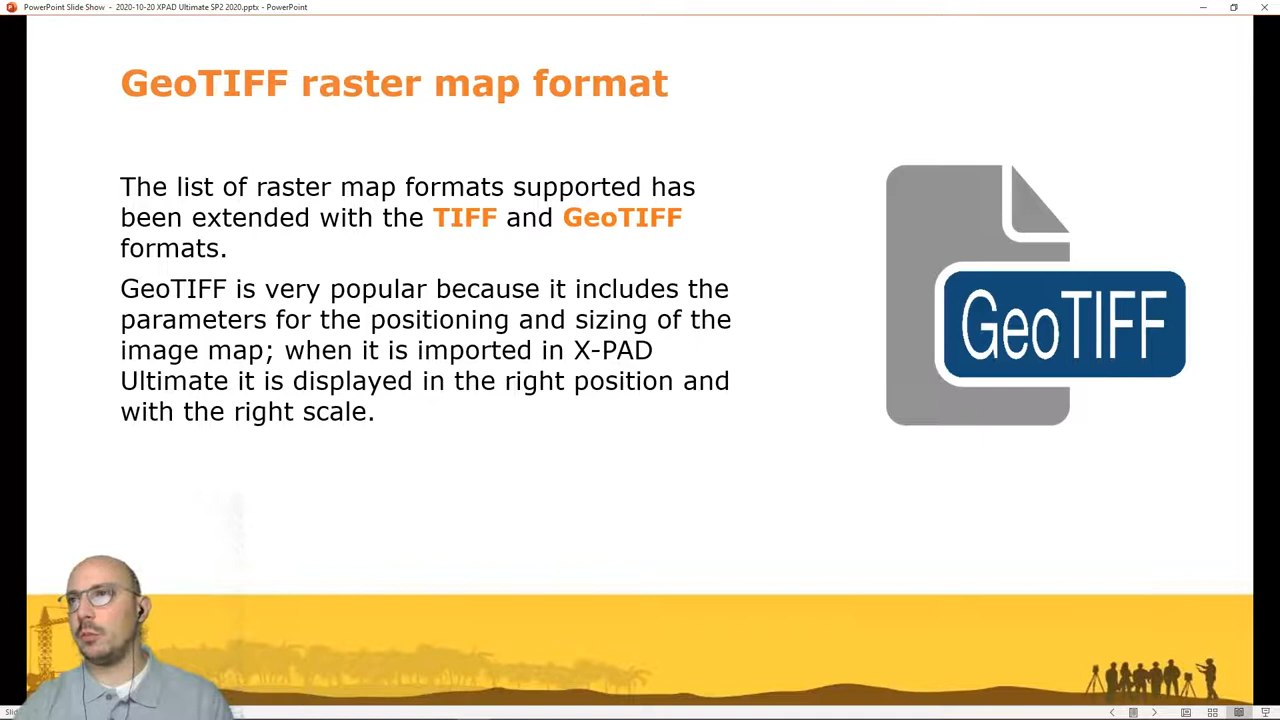 PowerPoint Slide Show - 2020-10-20 XPAD Ultimate SP2 2020.pptx - PowerPoint
GeoTIFF raster map format
The list of raster map formats supported has
been extended with the TIFF and GeoTIFF
formats.
GeoTIFF is very popular because it includes the
parameters for the positioning and sizing of the
image map; when it is imported in X-PAD
Ultimate it is displayed in the right position and
with the right scale.
GeoTIFF